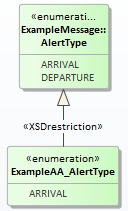 «enumerati...
ExampleMessage::
AlertType
ARRIVAL
DEPARTURE
«XSDrestriction»
«enumeration»
ExampleAA_AlertType
ARRIVAL